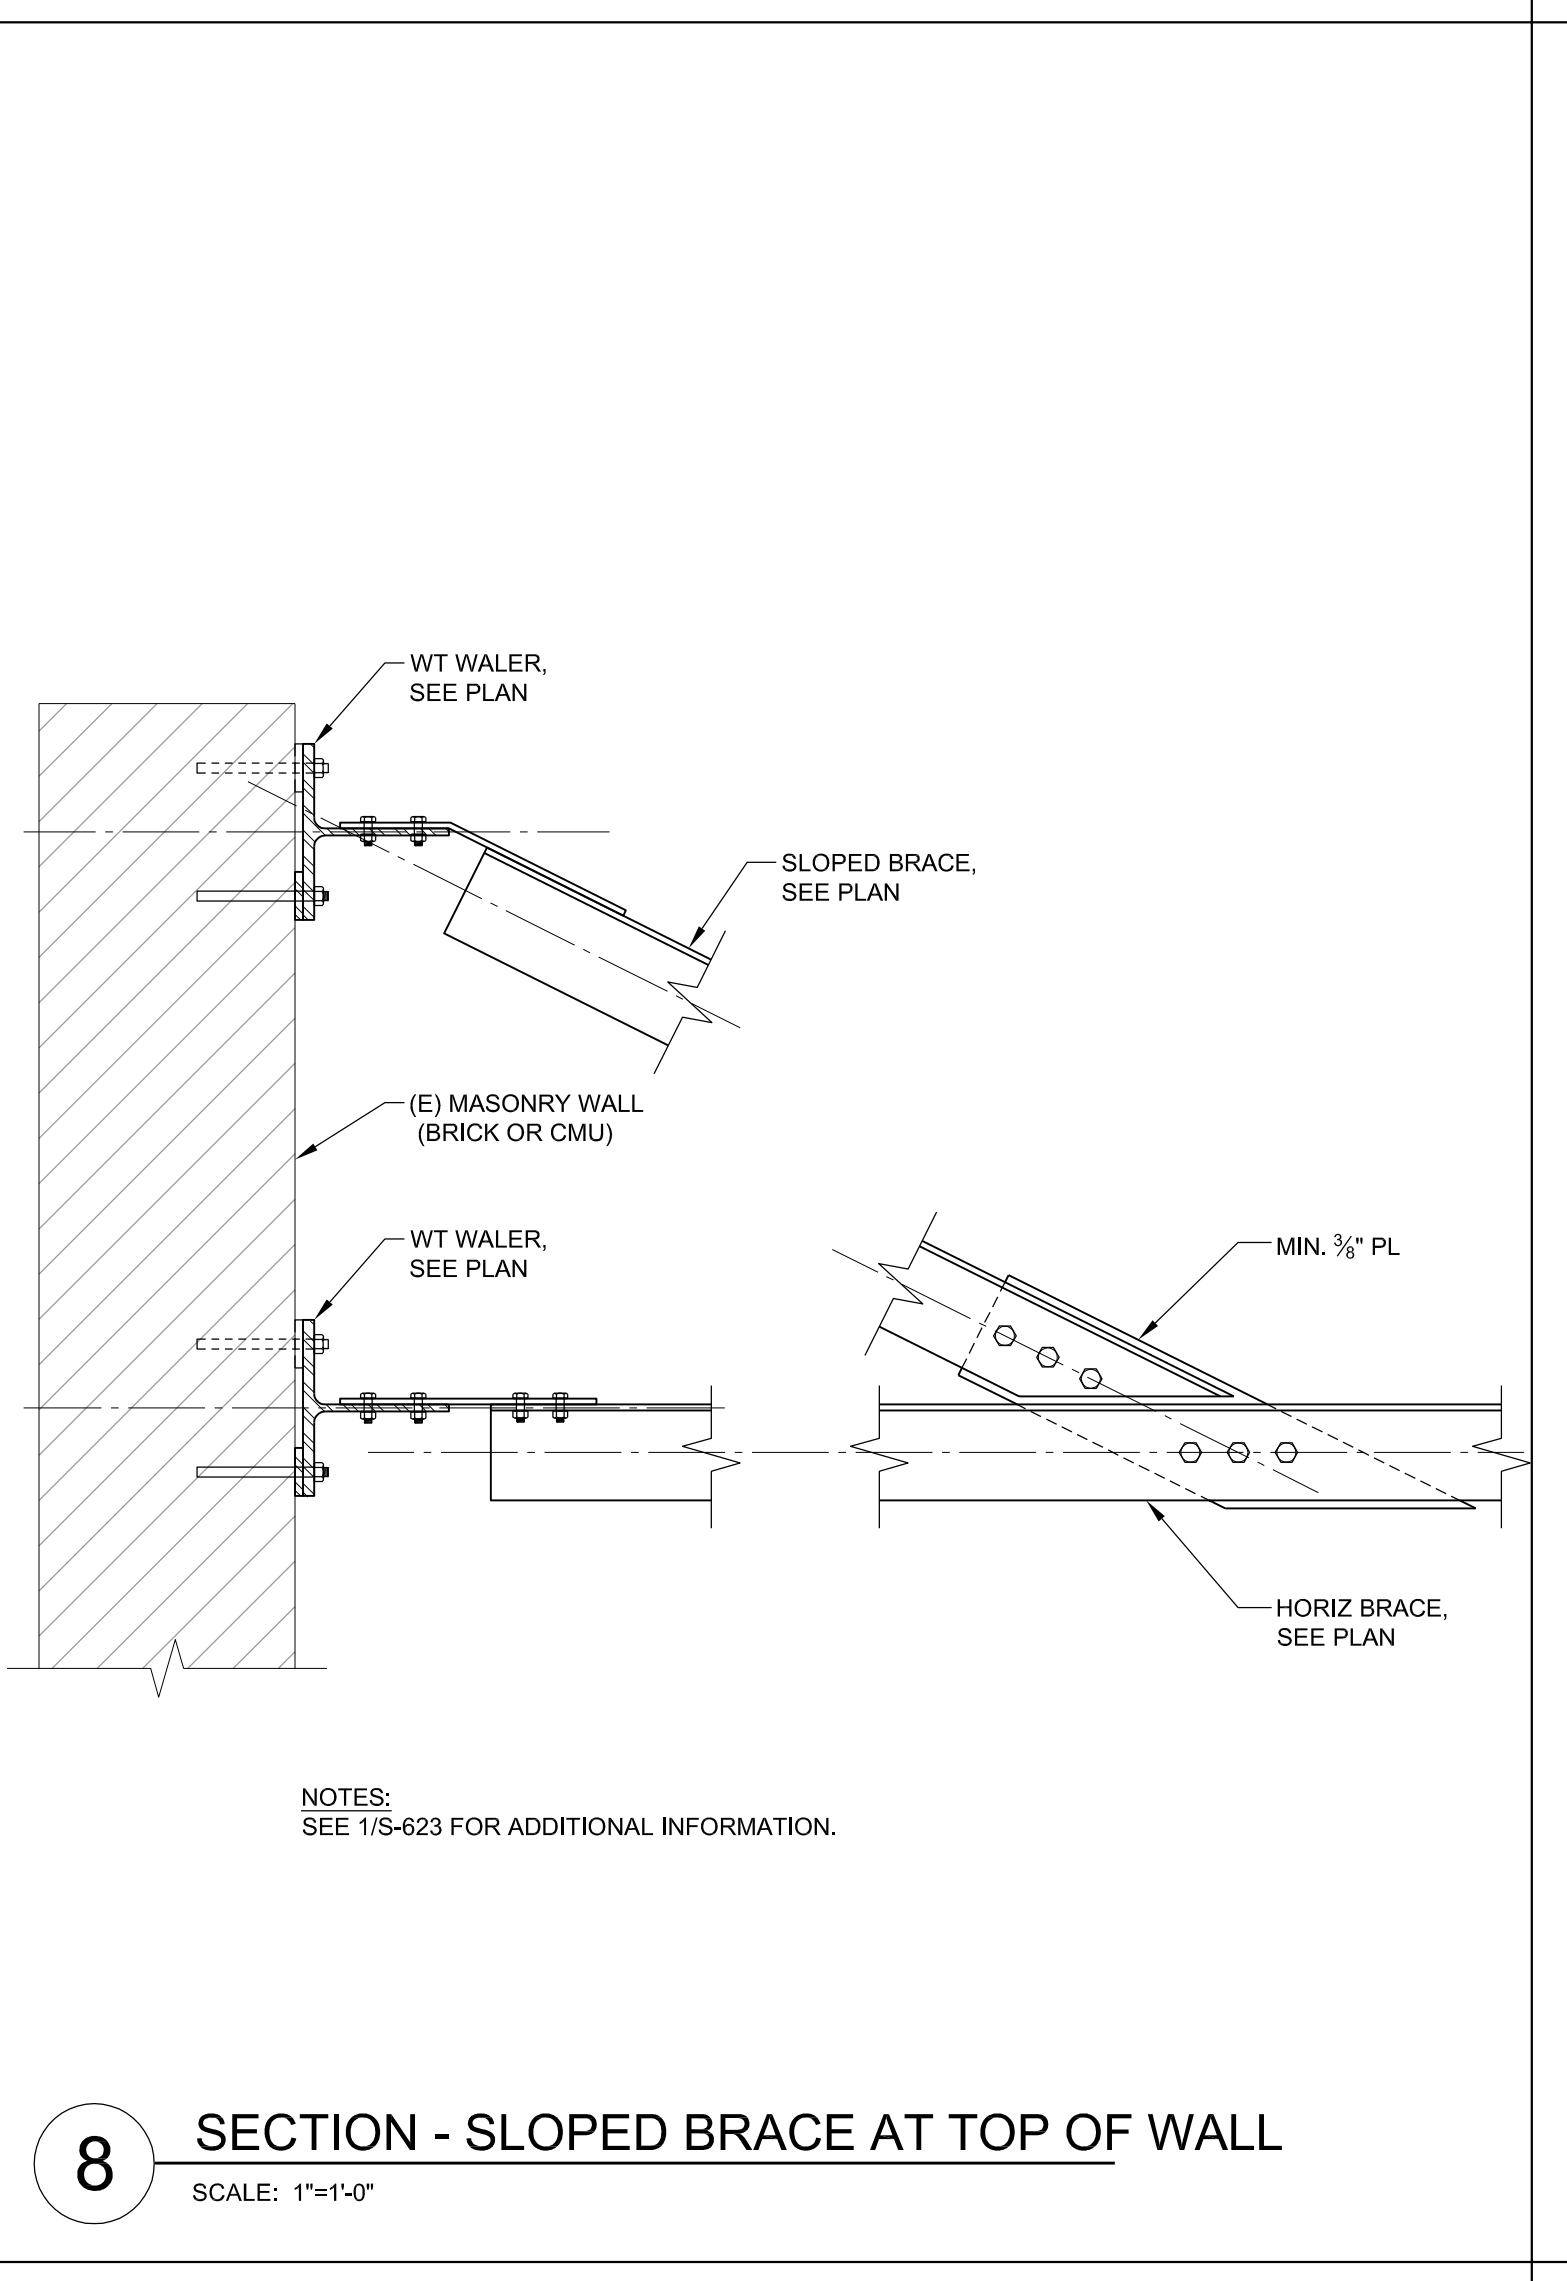 WT WALER,
SEE PLAN
SLOPED BRACE,
SEE PLAN
(E) MASONRY WALL
(BRICK OR CMU)
WT WALER,
SEE PLAN
MIN. ⅜" PL
HORIZ BRACE,
SEE PLAN
NOTES:
SEE 1/S-623 FOR ADDITIONAL INFORMATION.
8
SECTION - SLOPED BRACE AT TOP OF WALL
SCALE: 1"=1'-0"